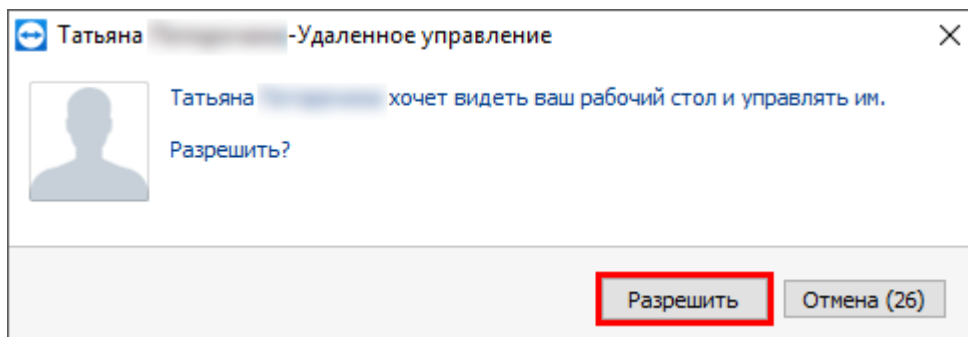 Татьяна -Удаленное управление
Татьяна хочет видеть ваш рабочий стол и управлять им.
Разрешить?
Разрешить
Отмена (26)